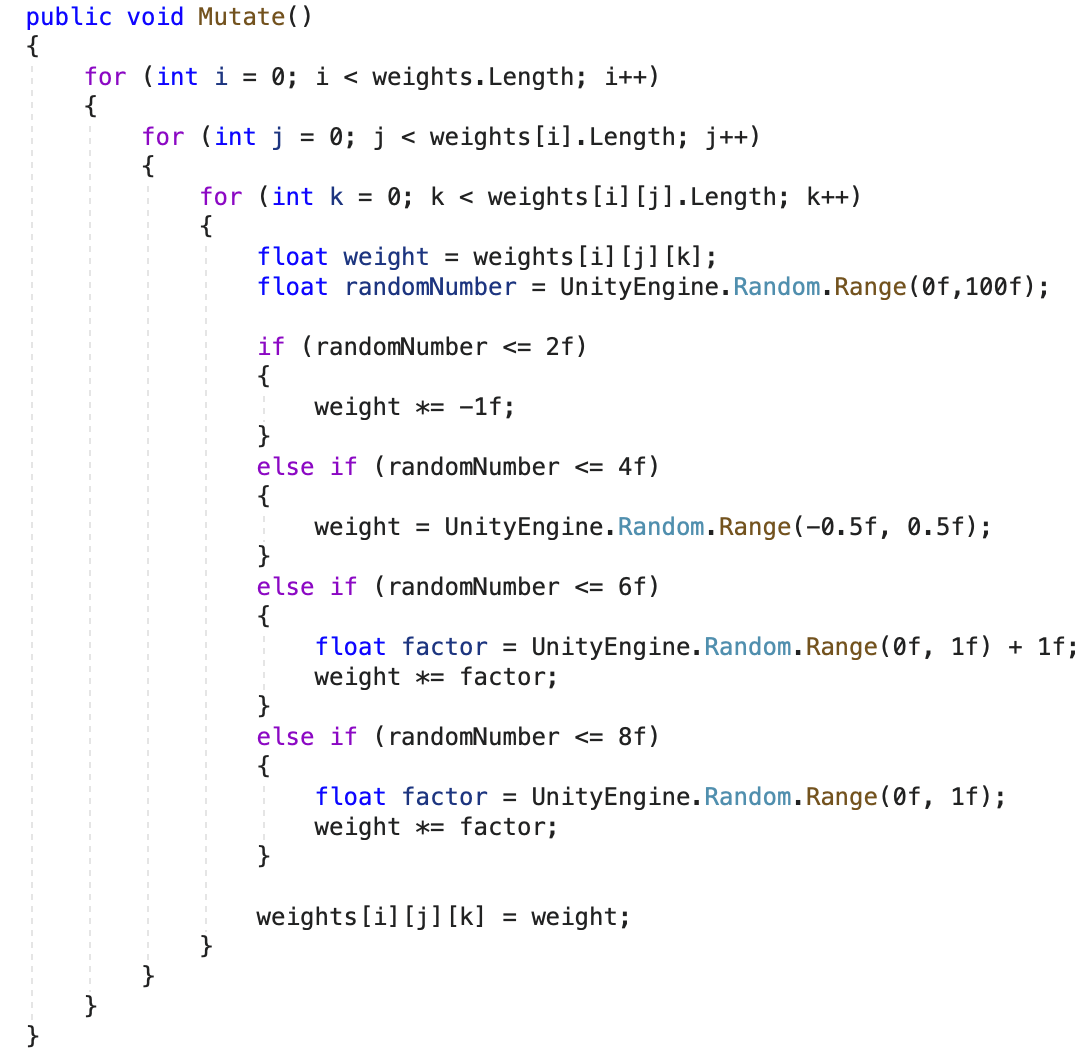 public void Mutate()
{
    for (int i = 0; i < weights.Length; i++)
    {
        for (int j = 0; j < weights[i].Length; j++)
        {
            for (int k = 0; k < weights[i][j].Length; k++)
            {
                float weight = weights[i][j][k];
                float randomNumber = UnityEngine.Random.Range(0f,100f);

                if (randomNumber <= 2f)
                {
                    weight *= -1f;
                }
                else if (randomNumber <= 4f)
                {
                    weight = UnityEngine.Random.Range(-0.5f, 0.5f);
                }
                else if (randomNumber <= 6f)
                {
                    float factor = UnityEngine.Random.Range(0f, 1f) + 1f;
                    weight *= factor;
                }
                else if (randomNumber <= 8f)
                {
                    float factor = UnityEngine.Random.Range(0f, 1f);
                    weight *= factor;
                }

                weights[i][j][k] = weight;
            }
        }
    }
}